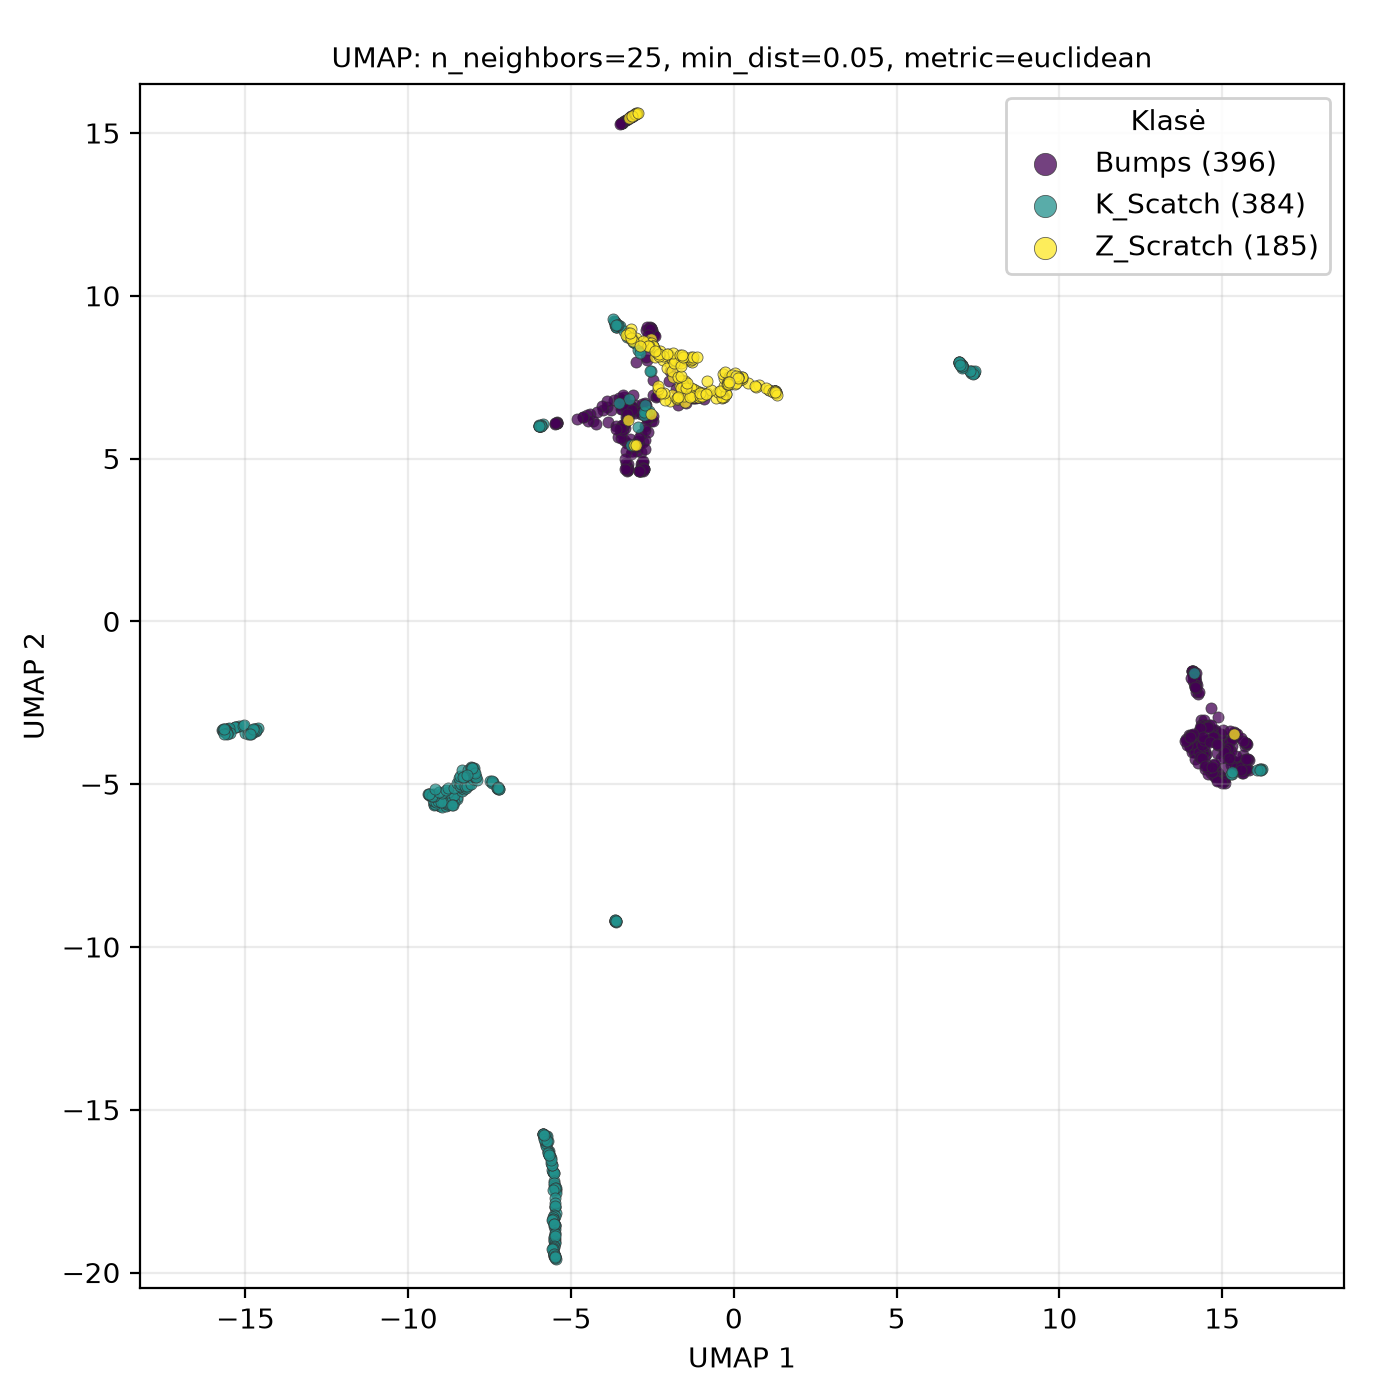 UMAP: n_neighbors=25, min_dist=0.05, metric=euclidean
Klasė
Bumps (396)
K_Scatch (384)
Z_Scratch (185)
15
10
5
0
−5
−10
−15
−20
UMAP 2
−15 −10 −5 0 5 10 15
UMAP 1